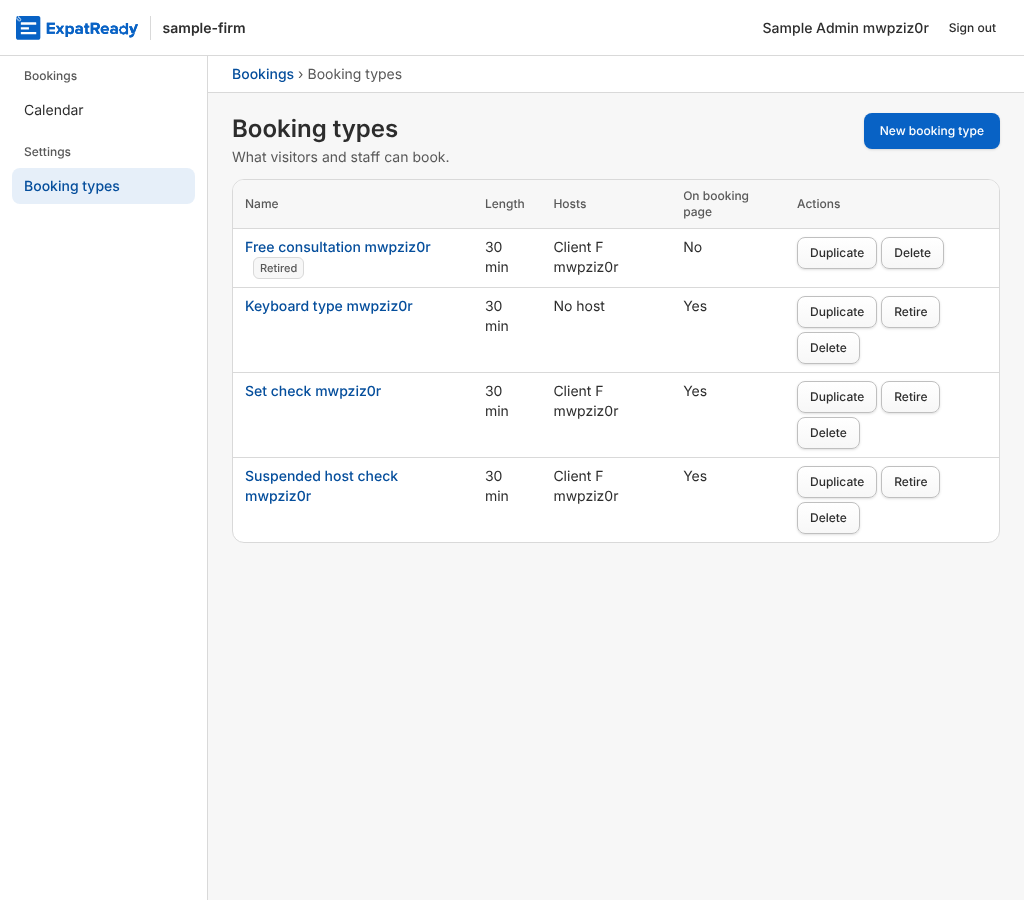 ExpatReady
sample-firm
Sample Admin mwpziz0r
Sign out
Bookings
Calendar
Settings
Booking types
Bookings › Booking types
Booking types
What visitors and staff can book.
New booking type
Name
Length
Hosts
On booking
page
Actions
Free consultation mwpziz0r
Retired
30
min
Client F
mwpziz0r
No
Duplicate
Delete
Keyboard type mwpziz0r
30
min
No host
Yes
Duplicate
Retire
Delete
Set check mwpziz0r
30
min
Client F
mwpziz0r
Yes
Duplicate
Retire
Delete
Suspended host check
mwpziz0r
30
min
Client F
mwpziz0r
Yes
Duplicate
Retire
Delete